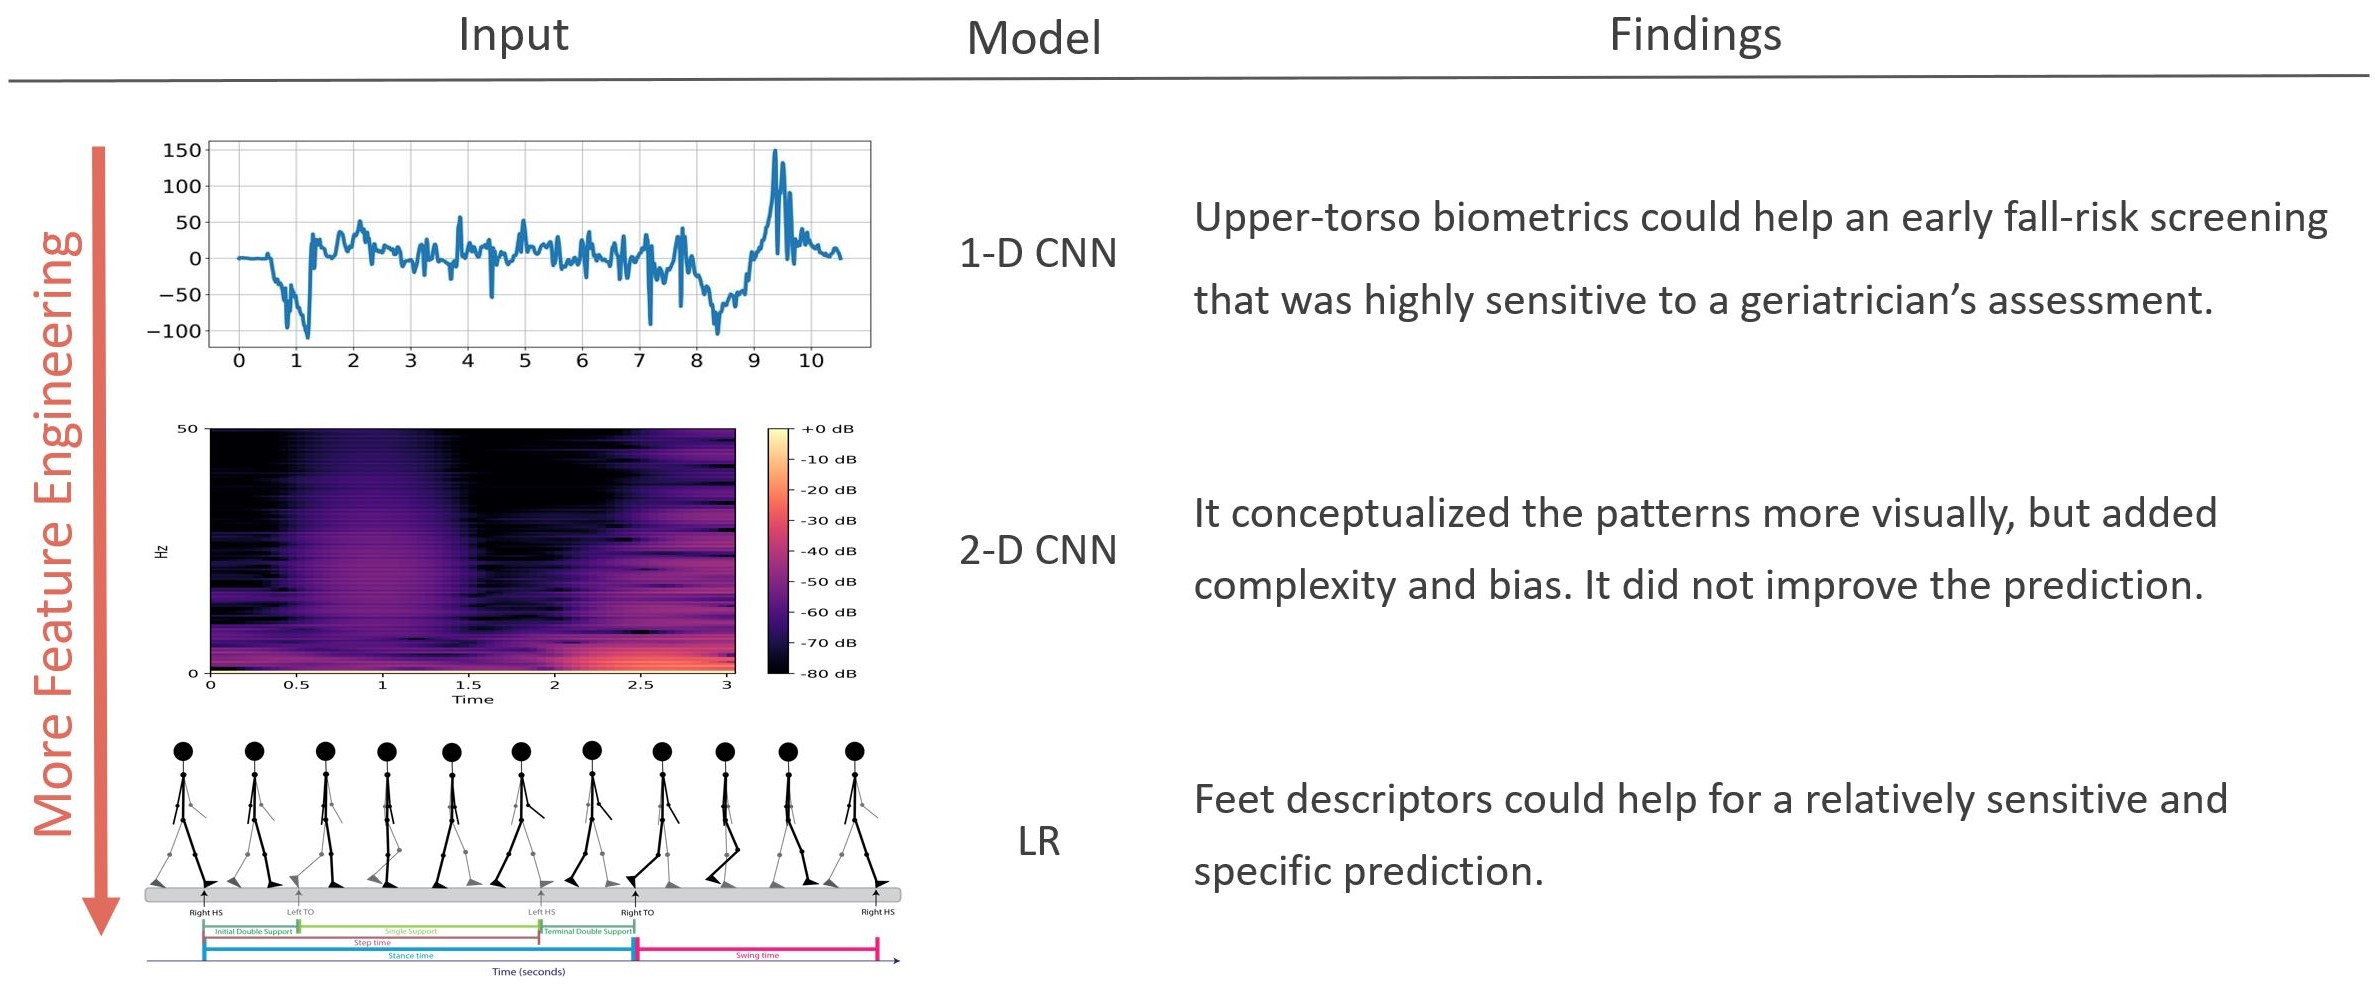 Input
Model
Findings
More Feature Engineering
150
100
50
0
−50
−100
0 1 2 3 4 5 6 7 8 9 10
1-D CNN
Upper-torso biometrics could help an early fall-risk screening
that was highly sensitive to a geriatrician’s assessment.
50
Hz
0
0 0.5 1 1.5 2 2.5 3
Time
+0 dB
-10 dB
-20 dB
-30 dB
-40 dB
-50 dB
-60 dB
-70 dB
-80 dB
2-D CNN
It conceptualized the patterns more visually, but added
complexity and bias. It did not improve the prediction.
Right HS Left TO Left HS Right TO Right HS
Initial Double Support Single Support Terminal Double Support
Step time
Stance time Swing time
Time (seconds)
LR
Feet descriptors could help for a relatively sensitive and
specific prediction.